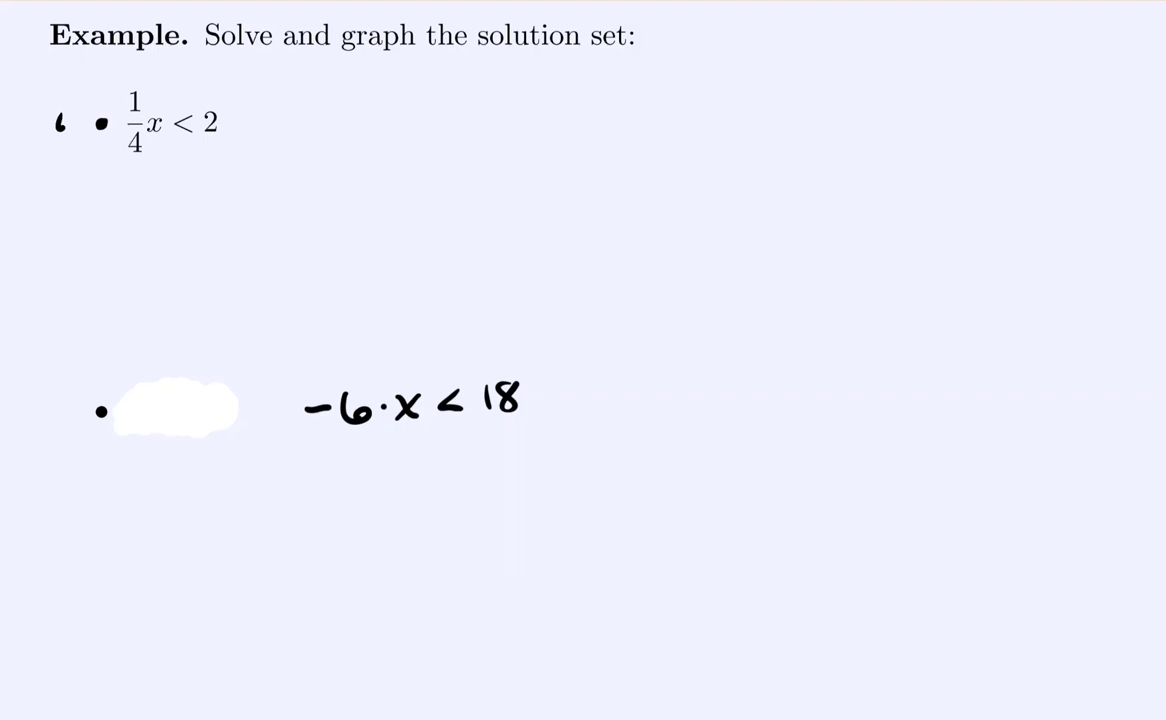 Example. Solve and graph the solution set:
• 1/4 x < 2
• -6·x < 18